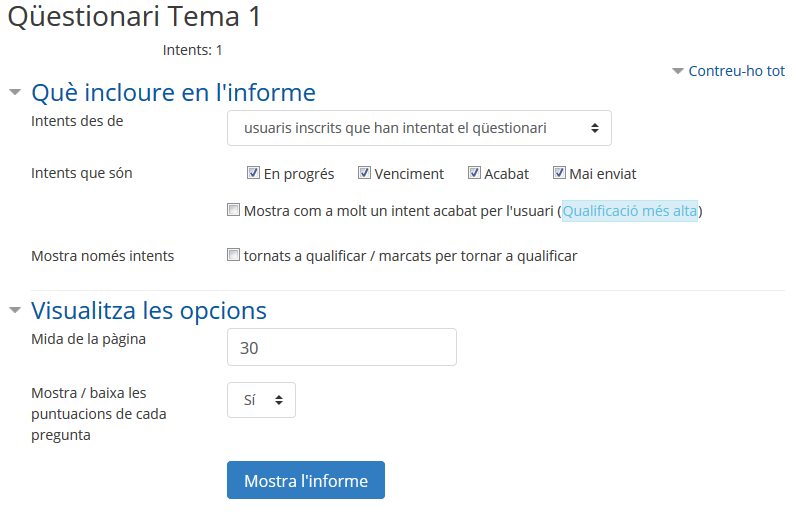 Qüestionari Tema 1
Intents: 1
Contreu-ho tot
Què incloure en l'informe
Intents des de
usuaris inscrits que han intentat el qüestionari
Intents que són
En progrés Venciment Acabat Mai enviat
Mostra com a molt un intent acabat per l'usuari (Qualificació més alta)
Mostra només intents
tornats a qualificar / marcats per tornar a qualificar
Visualitza les opcions
Mida de la pàgina
30
Mostra / baixa les
puntuacions de cada
pregunta
Sí
Mostra l'informe